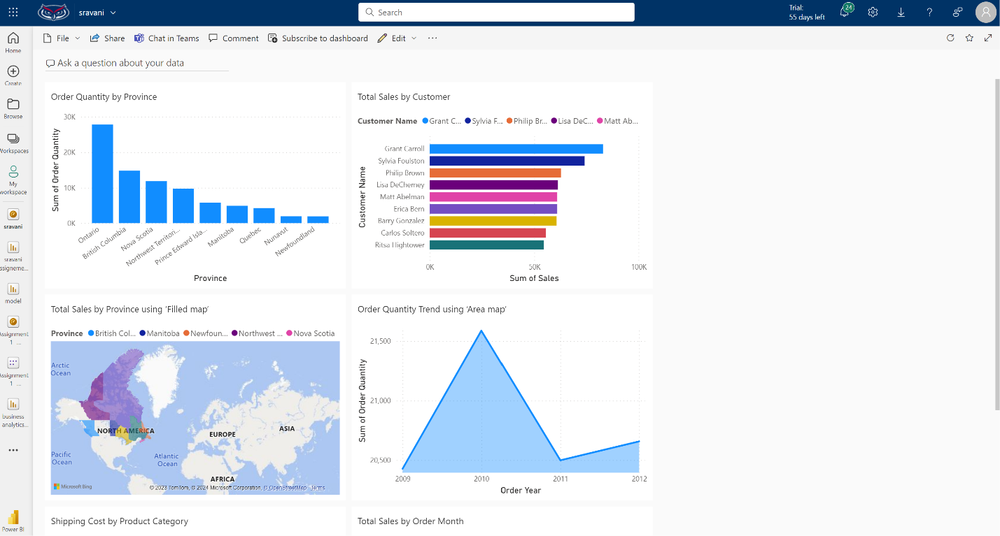 sravani
Search
Trial:
55 days left
24
File
Share
Chat in Teams
Comment
Subscribe to dashboard
Edit
Home
Create
Browse
Workspaces
My
workspace
sravani
sravani
ssigneme...
model
Assignment
1 ...
Assignment
1 ...
business
analytics...
Power BI
Ask a question about your data
Order Quantity by Province
Sum of Order Quantity
30K
20K
10K
0K
Ontario
British Columbia
Nova Scotia
Northwest Territori...
Prince Edward Isla...
Manitoba
Quebec
Nunavut
Newfoundland
Province
Total Sales by Customer
Customer Name Grant C... Sylvia F... Philip Br... Lisa DeC... Matt Ab...
Customer Name
Grant Carroll
Sylvia Foulston
Philip Brown
Lisa DeCherney
Matt Abelman
Erica Bern
Barry Gonzalez
Carlos Soltero
Ritsa Hightower
0K 50K 100K
Sum of Sales
Total Sales by Province using 'Filled map'
Province British Col... Manitoba Newfoun... Northwest ... Nova Scotia
Arctic
Ocean
NORTH AMERICA
EUROPE
ASIA
Pacific
Ocean
Atlantic
Ocean
AFRICA
Microsoft Bing
© 2023 TomTom, © 2024 Microsoft Corporation, © OpenStreetMap Terms
Order Quantity Trend using 'Area map'
Sum of Order Quantity
21,500
21,000
20,500
2009 2010 2011 2012
Order Year
Shipping Cost by Product Category
Total Sales by Order Month